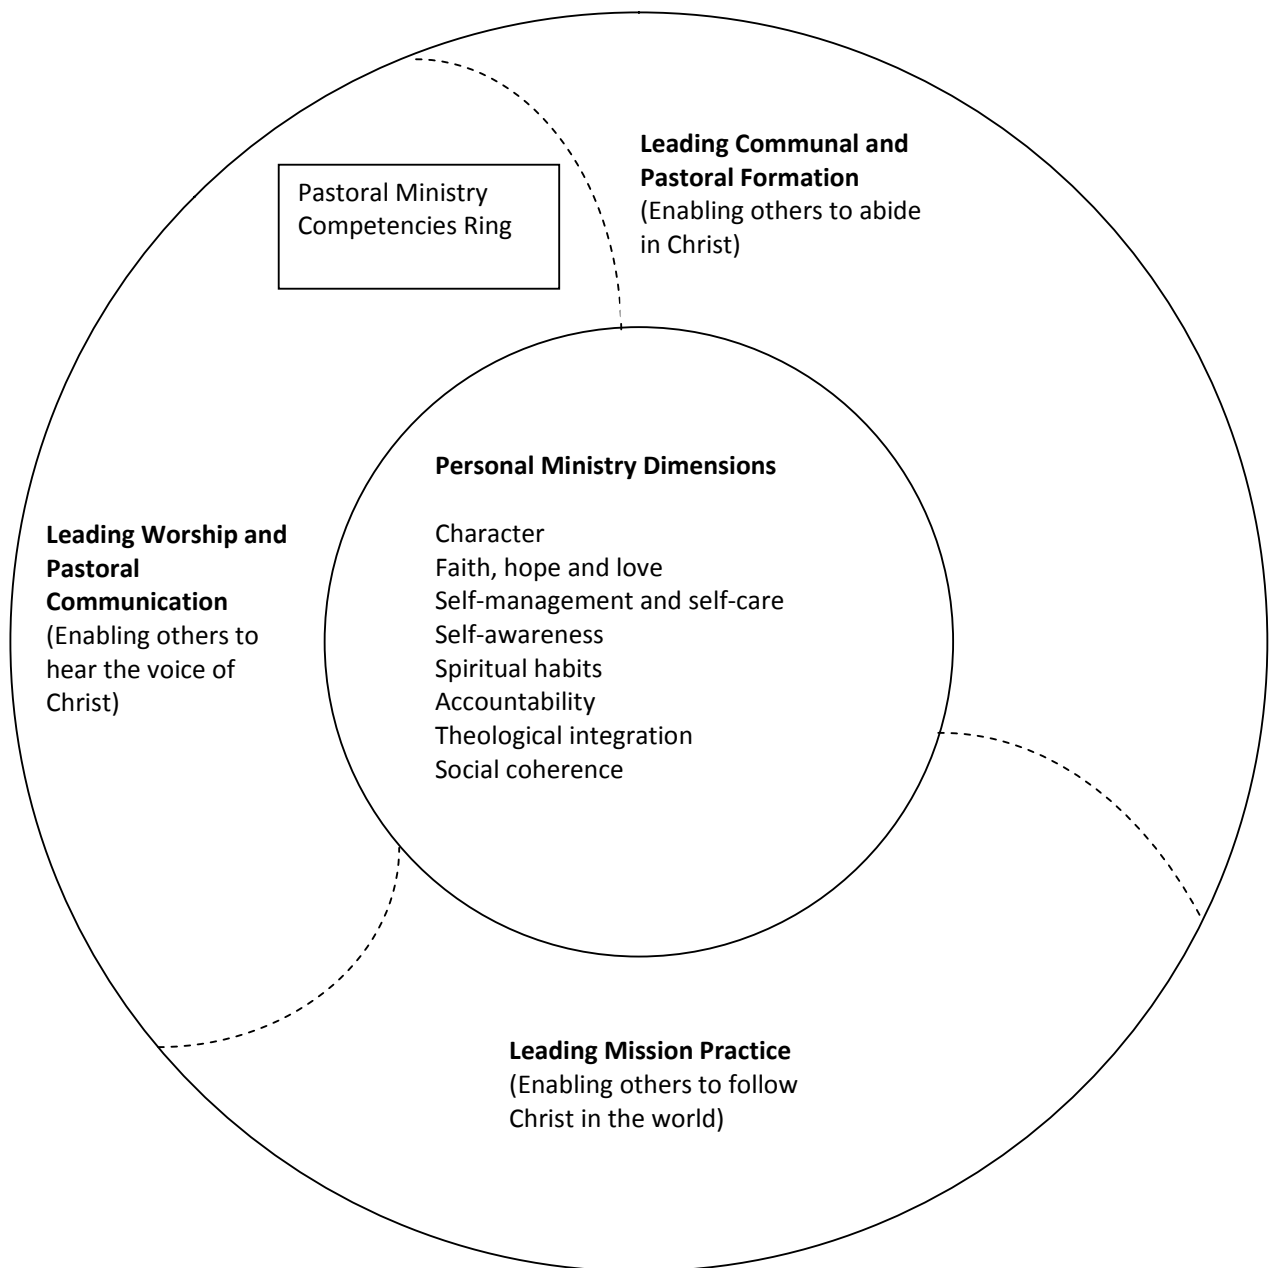 Leading Communal and
Pastoral Formation
(Enabling others to abide
in Christ)
Pastoral Ministry
Competencies Ring
Personal Ministry Dimensions
Character
Faith, hope and love
Self-management and self-care
Self-awareness
Spiritual habits
Accountability
Theological integration
Social coherence
Leading Worship and
Pastoral
Communication
(Enabling others to
hear the voice of
Christ)
Leading Mission Practice
(Enabling others to follow
Christ in the world)